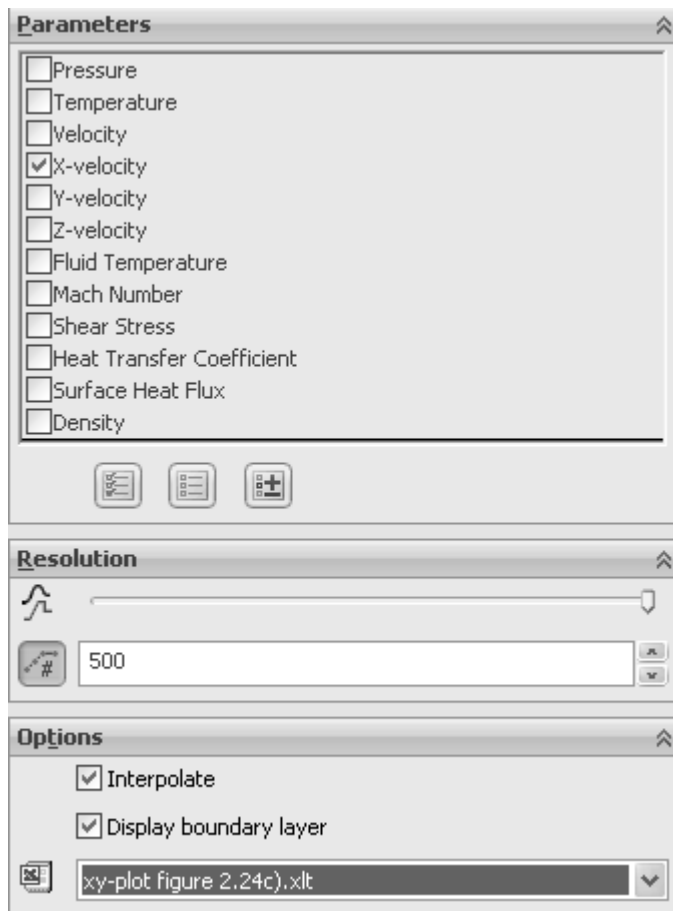 Parameters
Pressure
Temperature
Velocity
X-velocity
Y-velocity
Z-velocity
Fluid Temperature
Mach Number
Shear Stress
Heat Transfer Coefficient
Surface Heat Flux
Density
Resolution
#
500
Options
Interpolate
Display boundary layer
xy-plot figure 2.24c).xlt